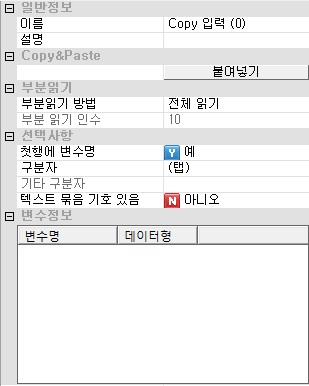 일반정보
이름 Copy 입력 (0)
설명
Copy&Paste
붙여넣기
부분읽기
부분읽기 방법 전체 읽기
부분 읽기 인수 10
선택사항
첫행에 변수명 Y 예
구분자 (탭)
기타 구분자
텍스트 묶음 기호 있음 N 아니오
변수정보
변수명 데이터형